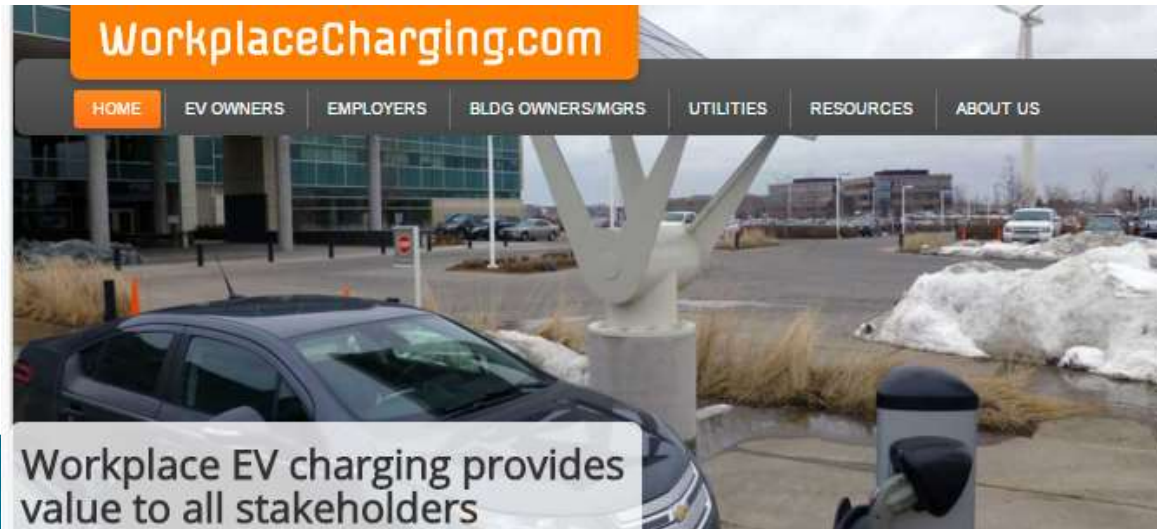 WorkplaceCharging.com
HOME EV OWNERS EMPLOYERS BLDG OWNERS/MGRS UTILITIES RESOURCES ABOUT US
Workplace EV charging provides
value to all stakeholders